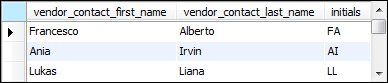 vendor_contact_first_name vendor_contact_last_name initials
Francesco Alberto FA
Ania Irvin AI
Lukas Liana LL